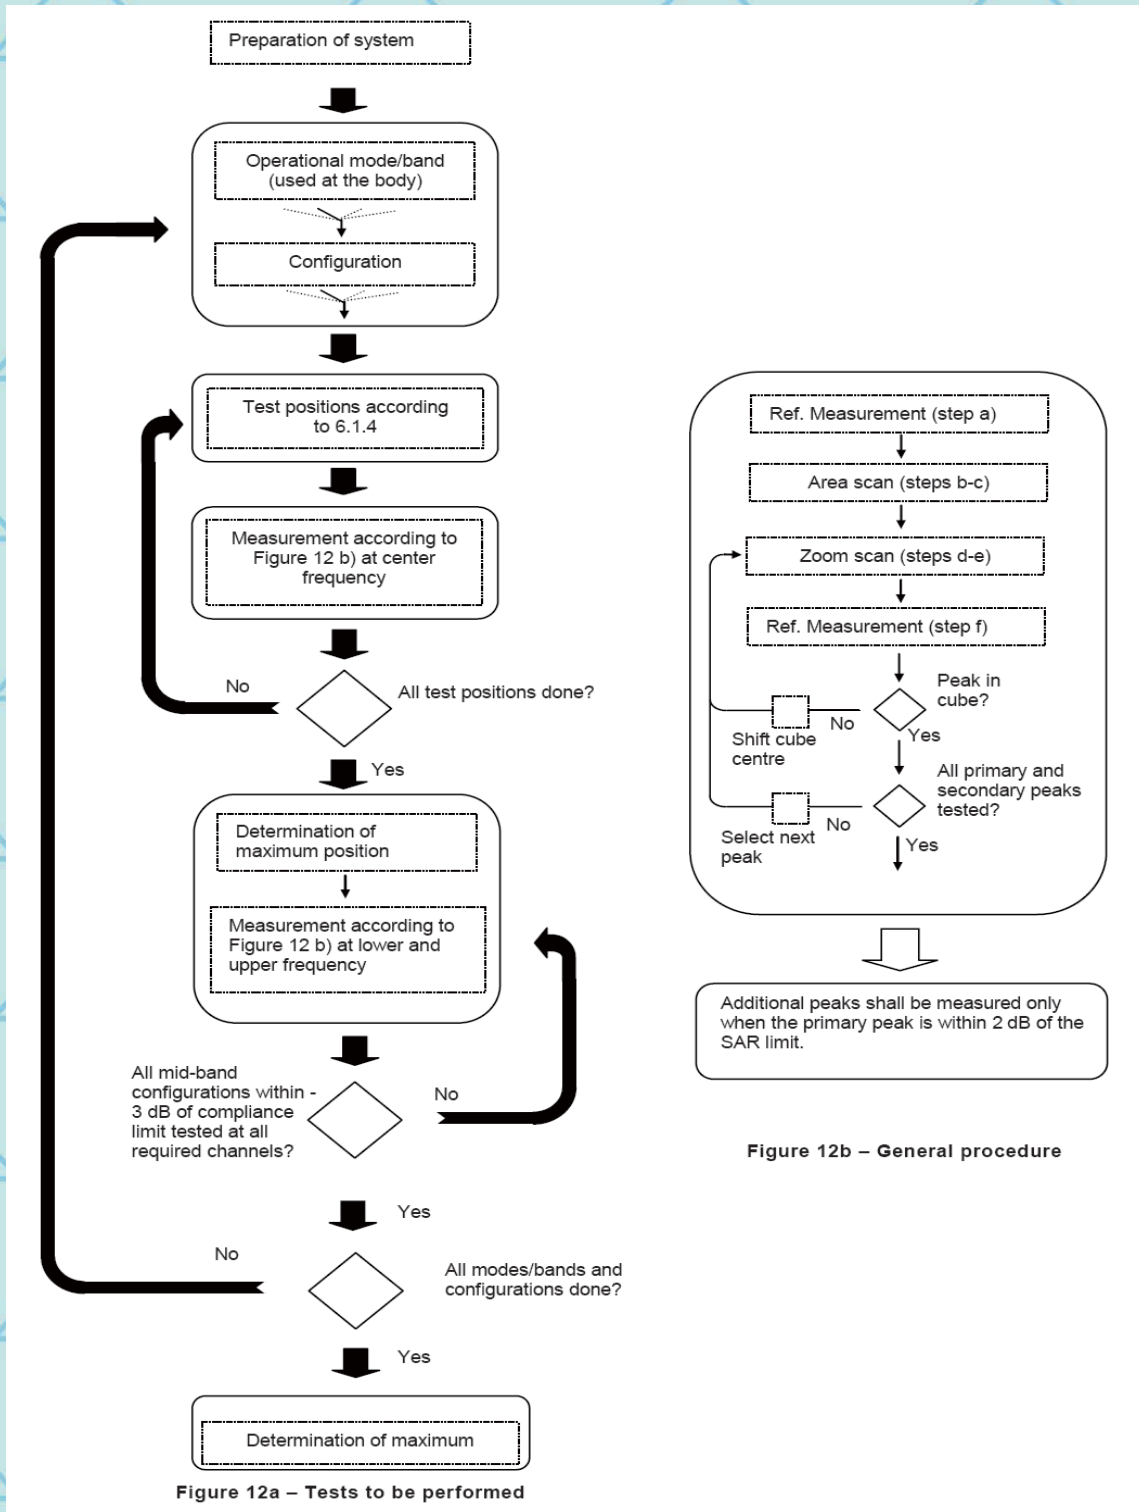 Preparation of system
Operational mode/band
(used at the body)
Configuration
Test positions according
to 6.1.4
Measurement according to
Figure 12 b) at center
frequency
No
All test positions done?
Yes
Determination of
maximum position
Measurement according to
Figure 12 b) at lower and
upper frequency
All mid-band
configurations within -
3 dB of compliance
limit tested at all
required channels?
No
Yes
No
All modes/bands and
configurations done?
Yes
Determination of maximum
Figure 12a – Tests to be performed
Ref. Measurement (step a)
Area scan (steps b-c)
Zoom scan (steps d-e)
Ref. Measurement (step f)
Peak in
cube?
No
Shift cube
centre
Yes
All primary and
secondary peaks
tested?
No
Select next
peak
Yes
Additional peaks shall be measured only
when the primary peak is within 2 dB of the
SAR limit.
Figure 12b – General procedure